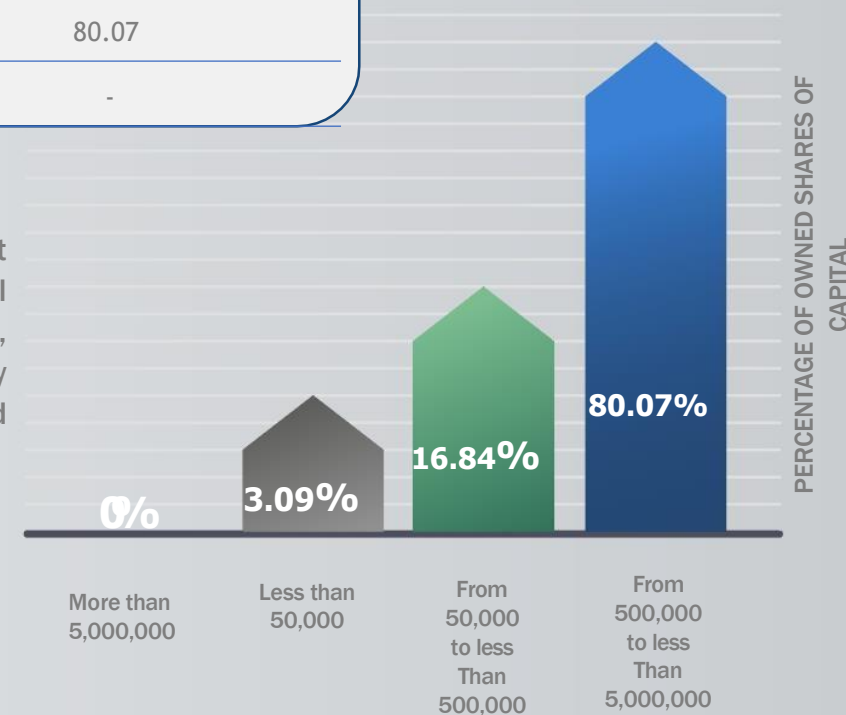 80.07
-
t
l
,
y
d
0%
3.09%
16.84%
80.07%
PERCENTAGE OF OWNED SHARES OF
CAPITAL
More than
5,000,000
Less than
50,000
From
50,000
to less
Than
500,000
From
500,000
to less
Than
5,000,000